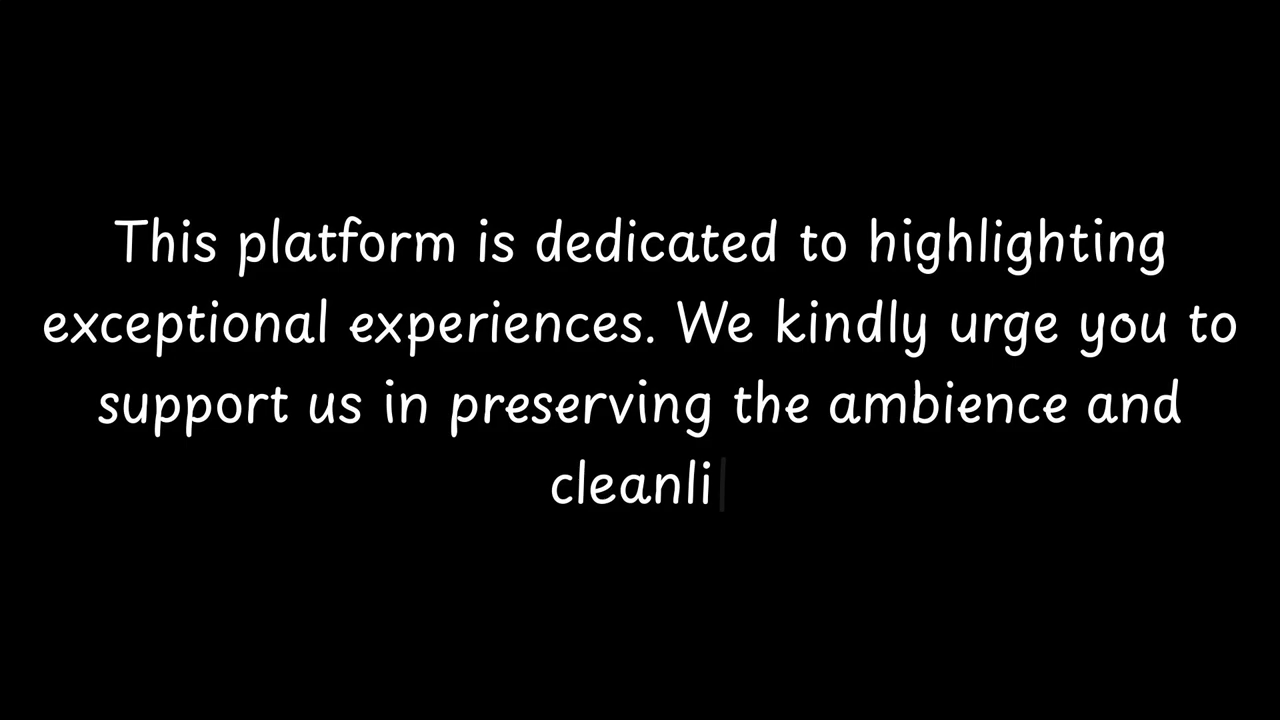 This platform is dedicated to highlighting
exceptional experiences. We kindly urge you to
support us in preserving the ambience and
cleanli